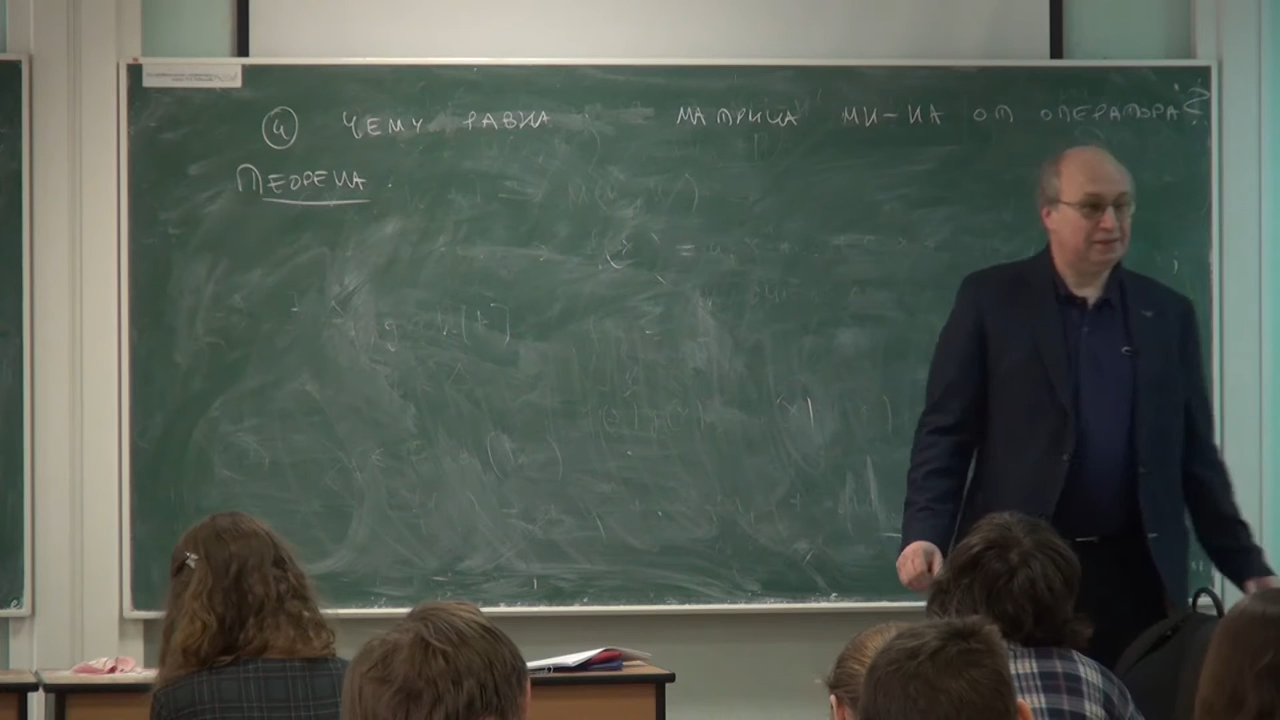 ④ ЧЕМУ РАВНА МАТРИЦА МН-НА ОТ ОПЕРАТОРА?
ТЕОРЕМА.